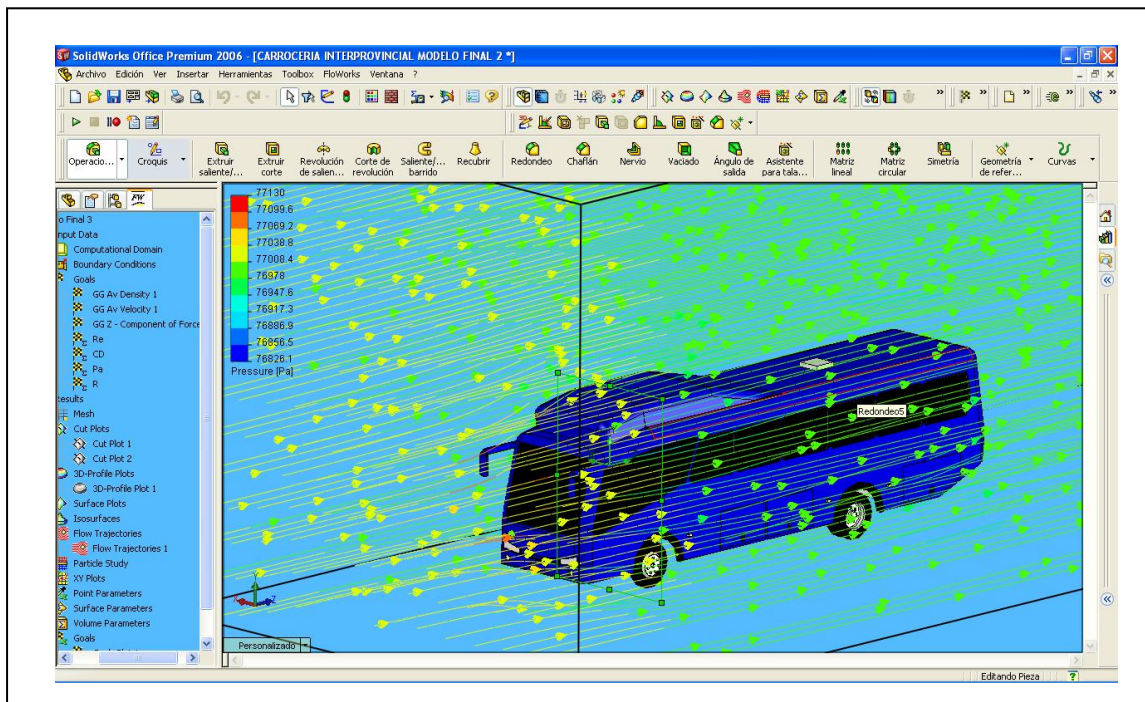 SolidWorks Office Premium 2006 - [CARROCERIA INTERPROVINCIAL MODELO FINAL 2 *]
Archivo Edición Ver Insertar Herramientas Toolbox FloWorks Ventana ?
Operacio... Croquis Extruir saliente/... Extruir corte Revolución de salien... Corte de revolución Saliente/... barrido Recubrir Redondeo Chaflán Nervio Vaciado Ángulo de salida Asistente para tala... Matriz lineal Matriz circular Simetría Geometría de refer... Curvas
o Final 3
nput Data
Computational Domain
Boundary Conditions
Goals
GG Av Density 1
GG Av Velocity 1
GG Z - Component of Force
Re
CD
Pa
R
esults
Mesh
Cut Plots
Cut Plot 1
Cut Plot 2
3D-Profile Plots
3D-Profile Plot 1
Surface Plots
Isosurfaces
Flow Trajectories
Flow Trajectories 1
Particle Study
XY Plots
Point Parameters
Surface Parameters
Volume Parameters
Goals
77130
77099.6
77069.2
77038.8
77008.4
76978
76947.6
76917.3
76886.9
76856.5
76826.1
Pressure [Pa]
Redondeo5
Personalizado
Editando Pieza